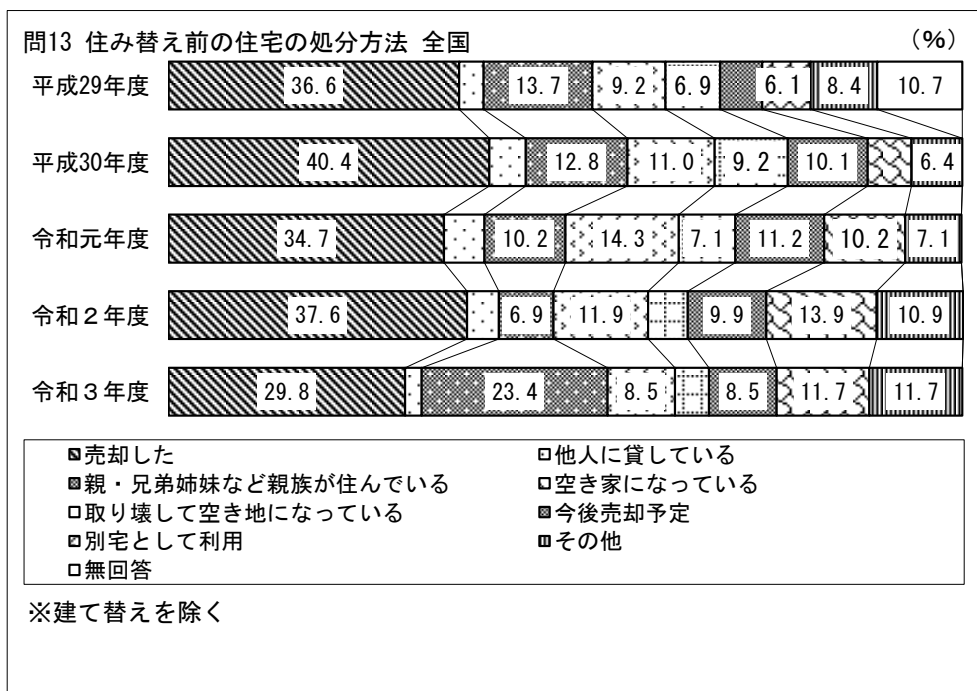 問13 住み替え前の住宅の処分方法 全国 (%)
平成29年度 36.6 13.7 9.2 6.9 6.1 8.4 10.7
平成30年度 40.4 12.8 11.0 9.2 10.1 6.4
令和元年度 34.7 10.2 14.3 7.1 11.2 10.2 7.1
令和２年度 37.6 6.9 11.9 9.9 13.9 10.9
令和３年度 29.8 23.4 8.5 8.5 11.7 11.7
売却した 他人に貸している
親・兄弟姉妹など親族が住んでいる 空き家になっている
取り壊して空き地になっている 今後売却予定
別宅として利用 その他
無回答
※建て替えを除く